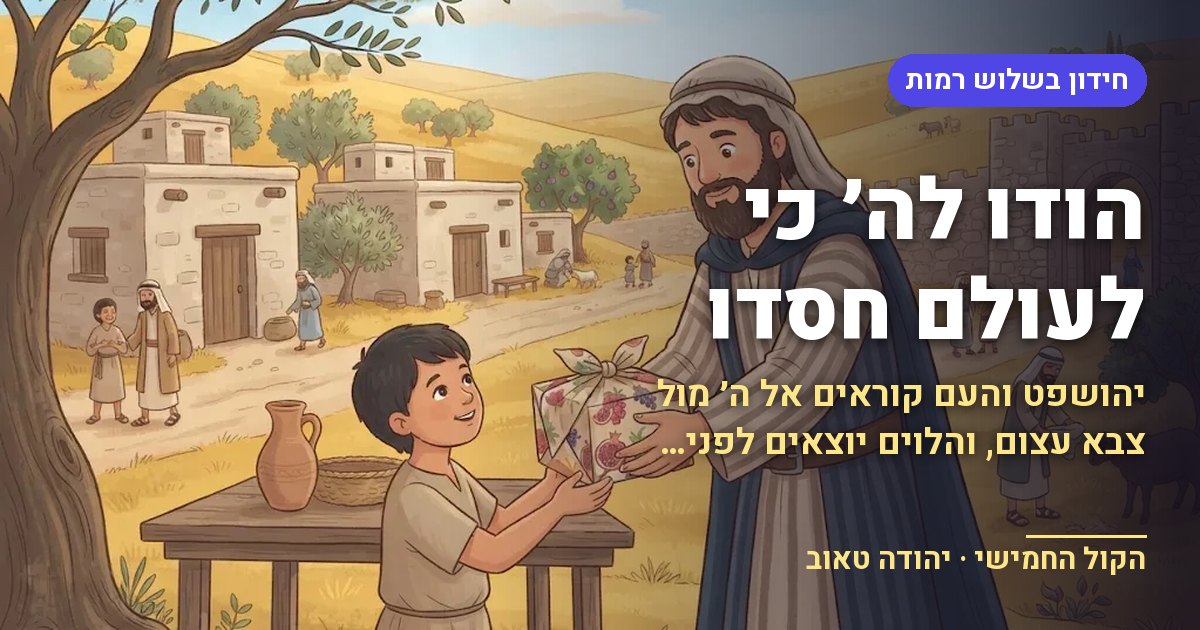 חידון בשלוש רמות
הודו לה׳ כי
לעולם חסדו
יהושפט והעם קוראים אל ה׳ מול
צבא עצום, והלוים יוצאים לפני…
הקול החמישי · יהודה טאוב